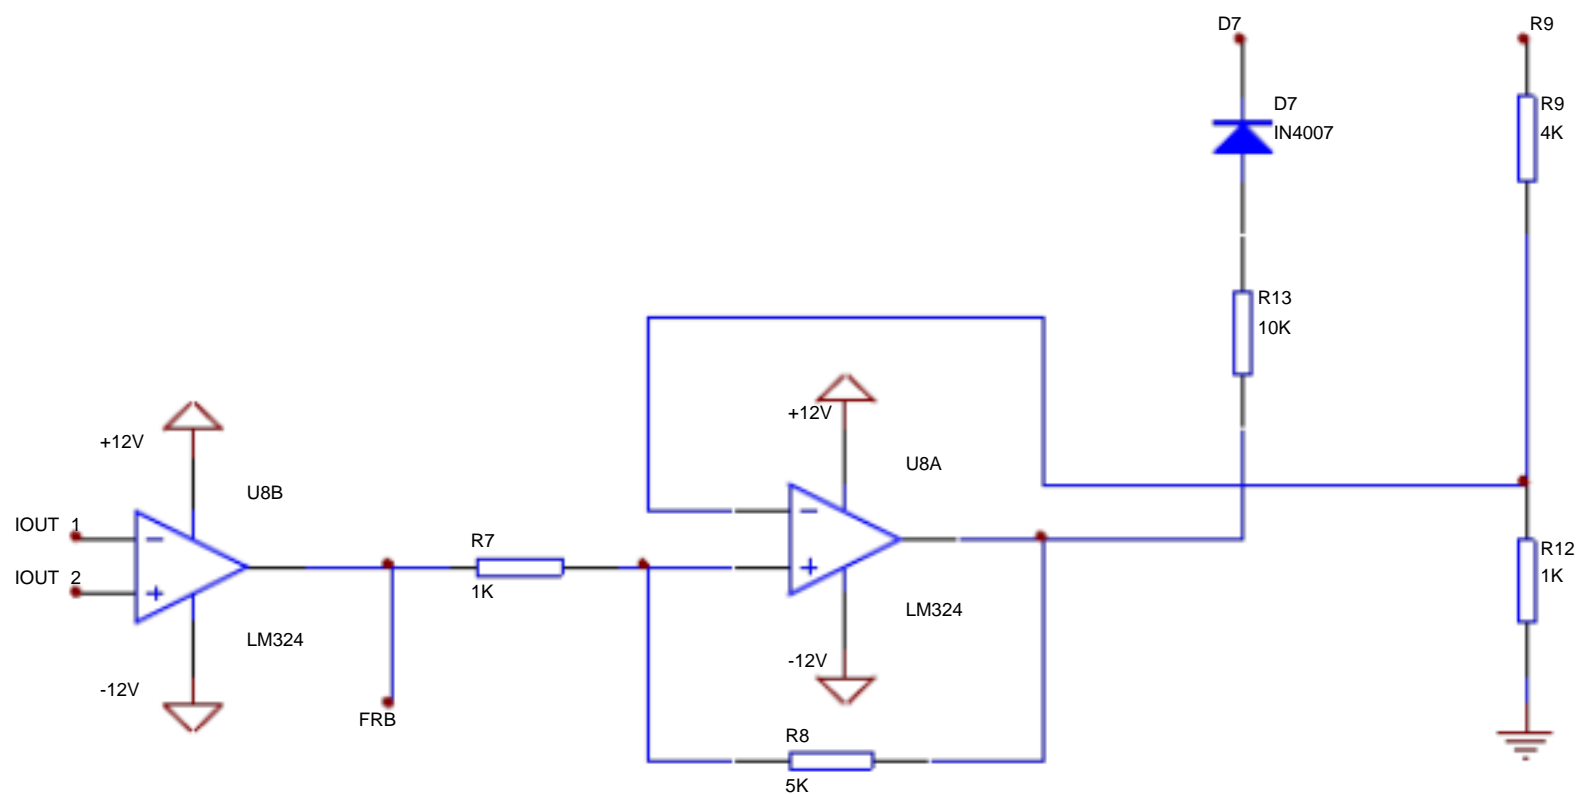 D7
R9
D7
IN4007
R9
4K
R13
10K
+12V
U8A
+12V
U8B
IOUT 1
IOUT 2
R7
1K
R12
1K
LM324
LM324
-12V
-12V
FRB
R8
5K